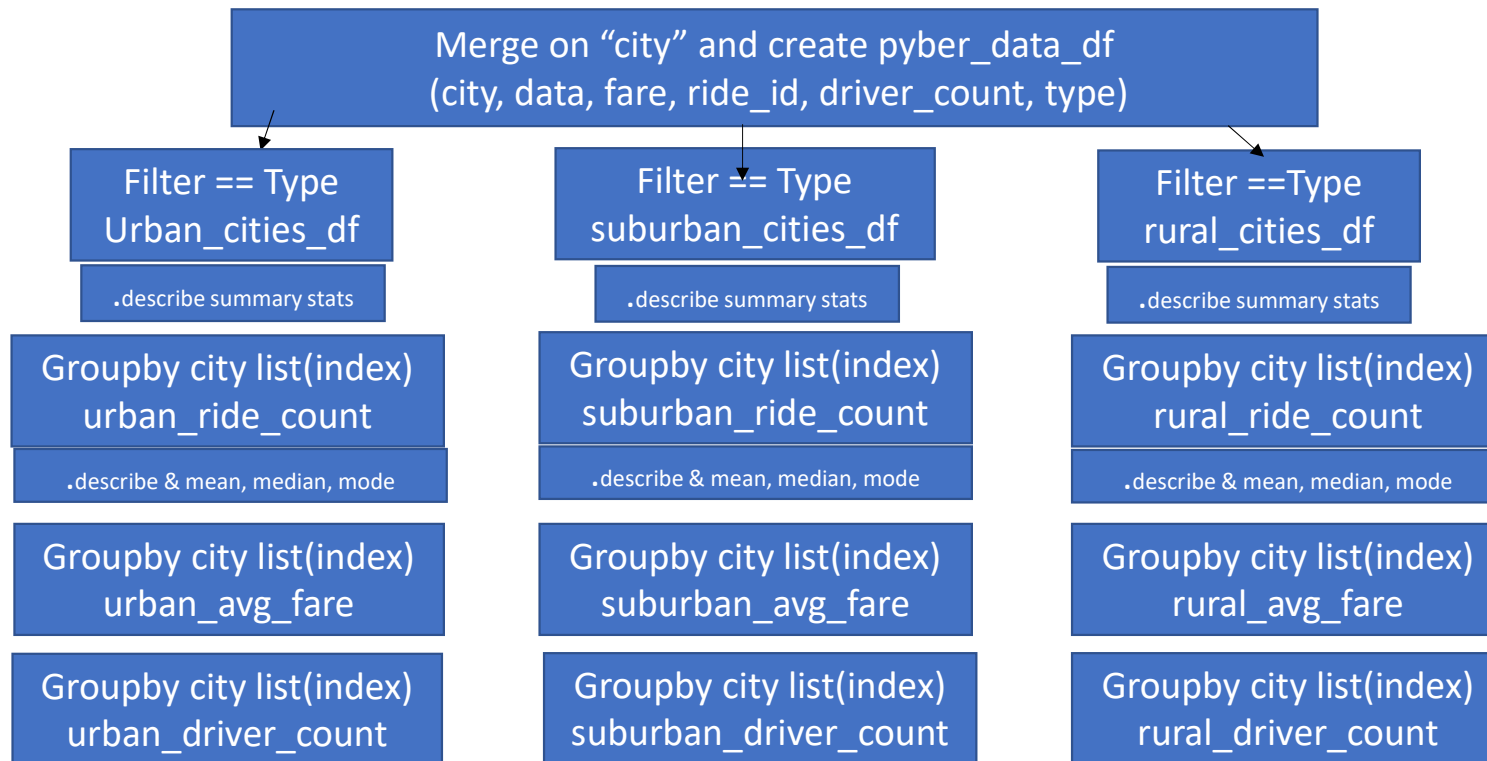 Merge on “city” and create pyber_data_df
(city, data, fare, ride_id, driver_count, type)
Filter == Type
Urban_cities_df
.describe summary stats
Groupby city list(index)
urban_ride_count
.describe & mean, median, mode
Groupby city list(index)
urban_avg_fare
Groupby city list(index)
urban_driver_count
Filter == Type
suburban_cities_df
.describe summary stats
Groupby city list(index)
suburban_ride_count
.describe & mean, median, mode
Groupby city list(index)
suburban_avg_fare
Groupby city list(index)
suburban_driver_count
Filter ==Type
rural_cities_df
.describe summary stats
Groupby city list(index)
rural_ride_count
.describe & mean, median, mode
Groupby city list(index)
rural_avg_fare
Groupby city list(index)
rural_driver_count